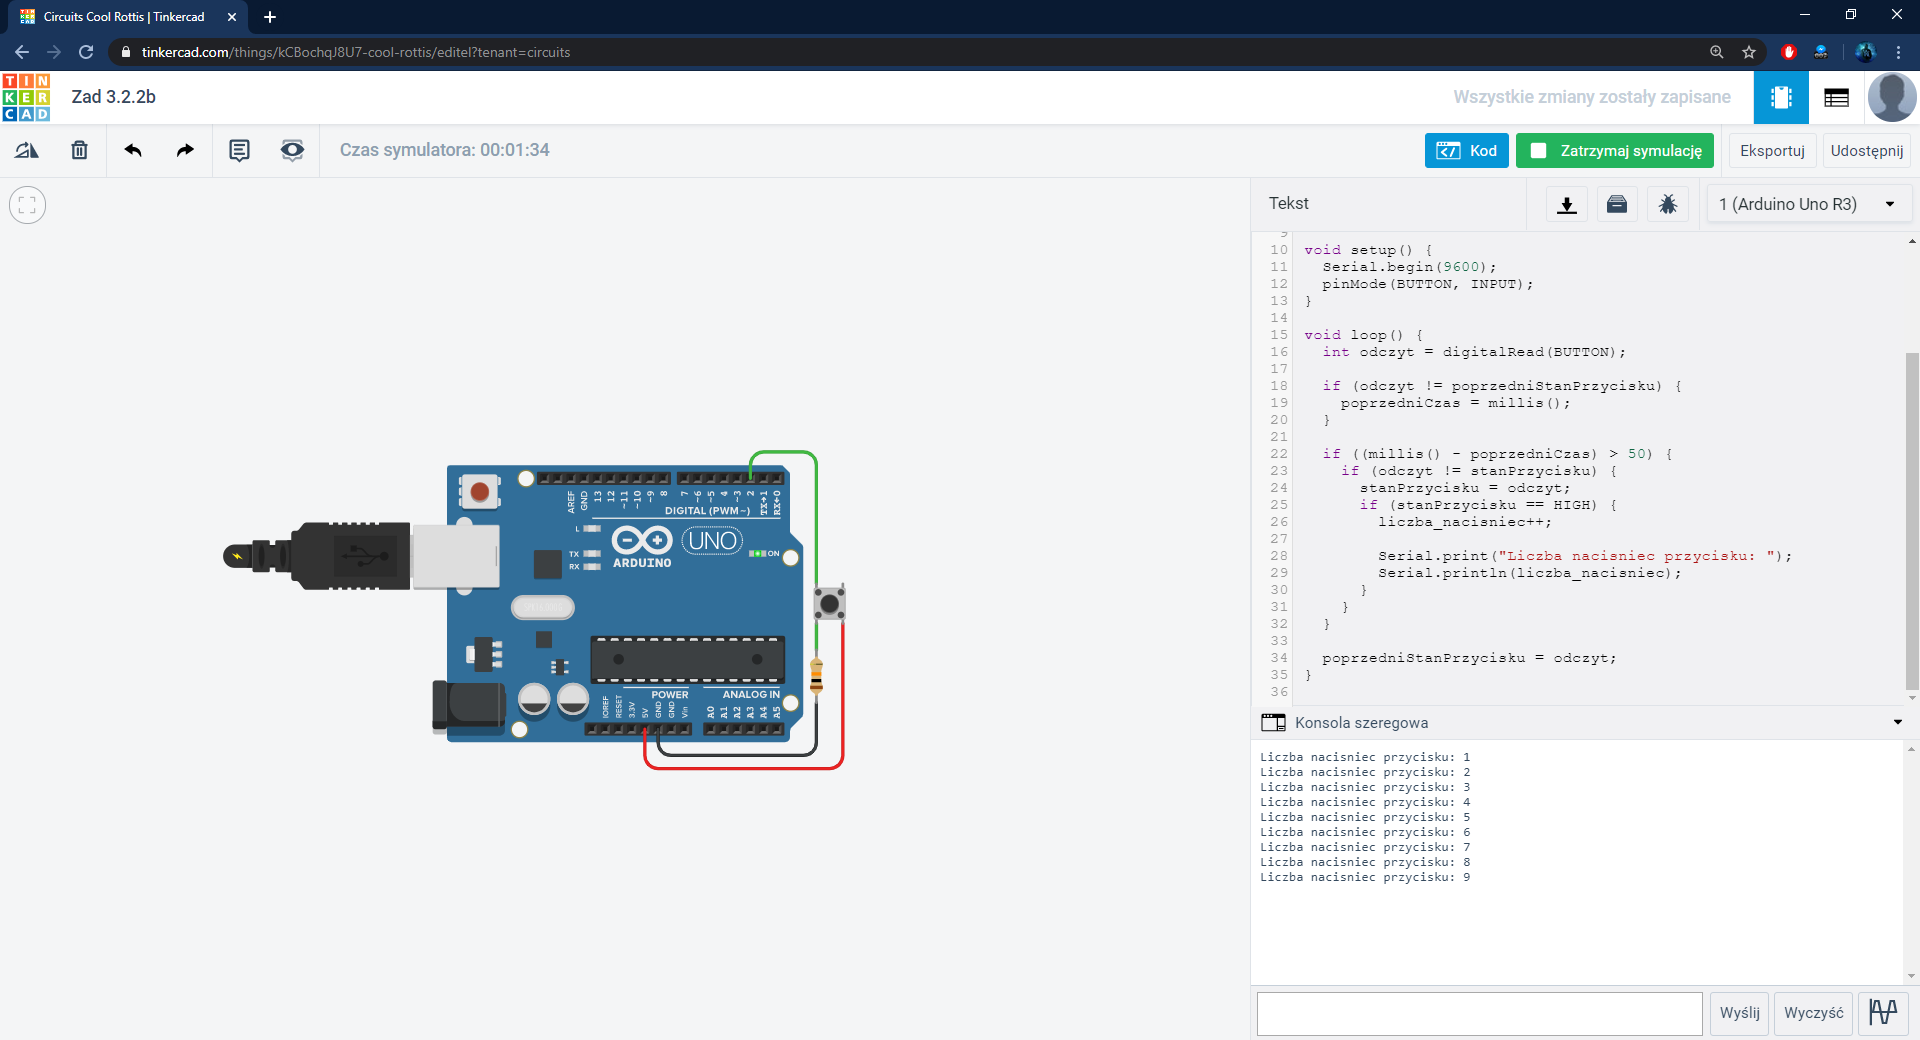 Circuits Cool Rottis | Tinkercad
tinkercad.com/things/kCBochqJ8U7-cool-rottis/editel?tenant=circuits
TIN
KER
CAD
Zad 3.2.2b
Wszystkie zmiany zostały zapisane
Czas symulatora: 00:01:34
Kod
Zatrzymaj symulację
Eksportuj
Udostępnij
Tekst
1 (Arduino Uno R3)
9
10 void setup() {
11 Serial.begin(9600);
12 pinMode(BUTTON, INPUT);
13 }
14
15 void loop() {
16 int odczyt = digitalRead(BUTTON);
17
18 if (odczyt != poprzedniStanPrzycisku) {
19 poprzedniCzas = millis();
20 }
21
22 if ((millis() - poprzedniCzas) > 50) {
23 if (odczyt != stanPrzycisku) {
24 stanPrzycisku = odczyt;
25 if (stanPrzycisku == HIGH) {
26 liczba_nacisniec++;
27
28 Serial.print("Liczba nacisniec przycisku: ");
29 Serial.println(liczba_nacisniec);
30 }
31 }
32 }
33
34 poprzedniStanPrzycisku = odczyt;
35 }
36
AREF
GND
13
12
~11
~10
~9
8
7
~6
~5
4
~3
2
TX→1
RX←0
DIGITAL (PWM~)
L
TX
RX
ARDUINO
UNO
ON
POWER
ANALOG IN
IOREF
RESET
3.3V
5V
GND
GND
Vin
A0
A1
A2
A3
A4
A5
Konsola szeregowa
Liczba nacisniec przycisku: 1
Liczba nacisniec przycisku: 2
Liczba nacisniec przycisku: 3
Liczba nacisniec przycisku: 4
Liczba nacisniec przycisku: 5
Liczba nacisniec przycisku: 6
Liczba nacisniec przycisku: 7
Liczba nacisniec przycisku: 8
Liczba nacisniec przycisku: 9
Wyślij
Wyczyść